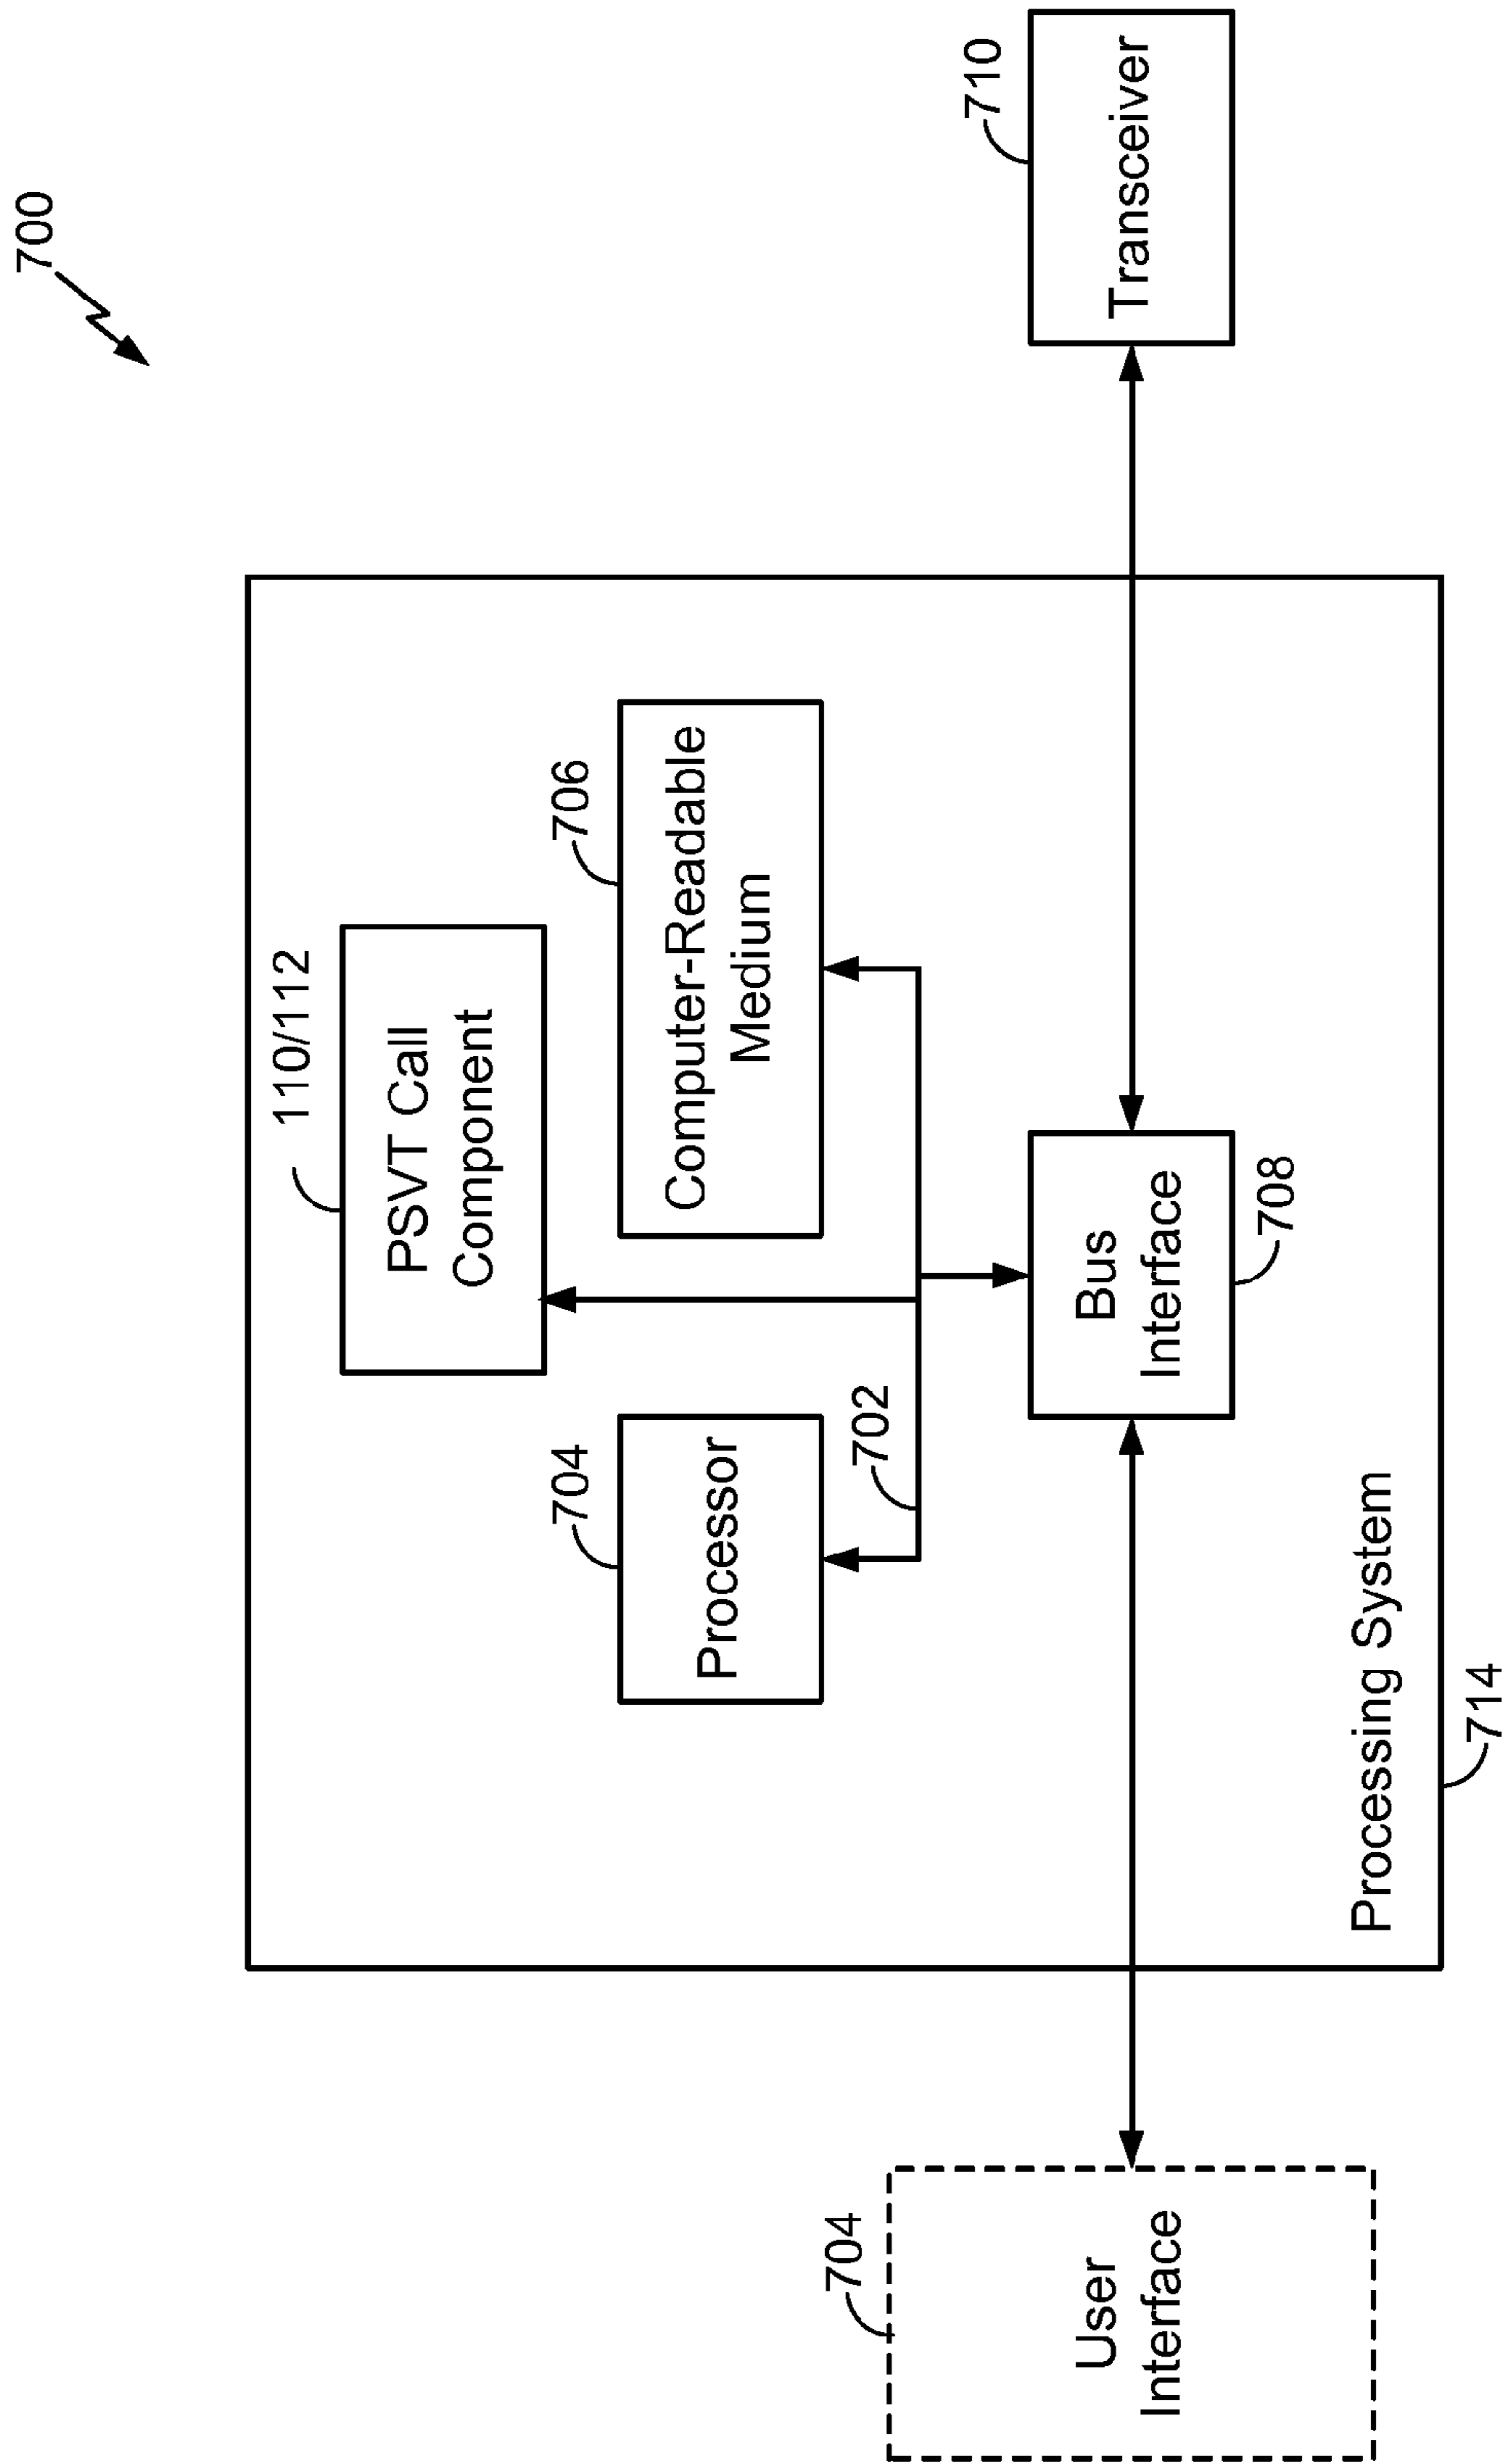 700
110/112
PSVT Call
Component
704
Processor
706
Computer-Readable
Medium
702
704
User
Interface
Bus
Interface
708
710
Transceiver
Processing System
714